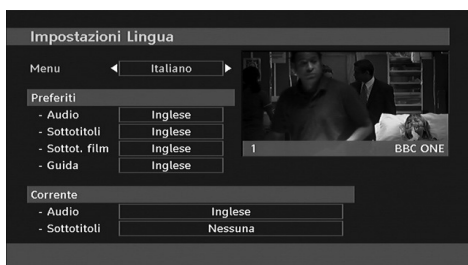 Impostazioni Lingua
Menu Italiano
Preferiti
- Audio Inglese
- Sottotitoli Inglese
- Sottot. film Inglese
- Guida Inglese
1 BBC ONE
Corrente
- Audio Inglese
- Sottotitoli Nessuna